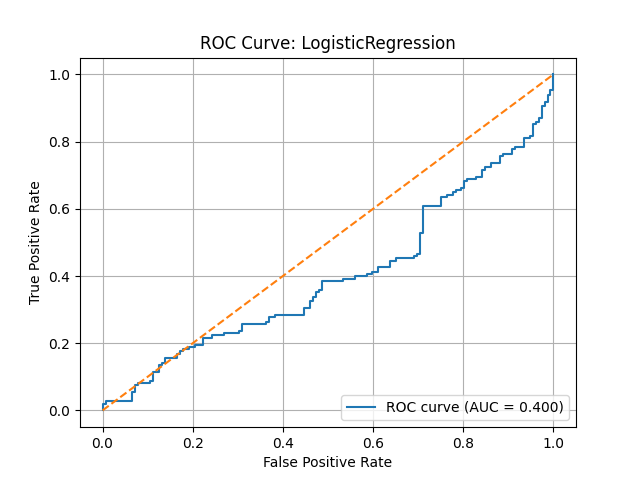 ROC Curve: LogisticRegression
True Positive Rate
1.0
0.8
0.6
0.4
0.2
0.0
ROC curve (AUC = 0.400)
0.0 0.2 0.4 0.6 0.8 1.0
False Positive Rate